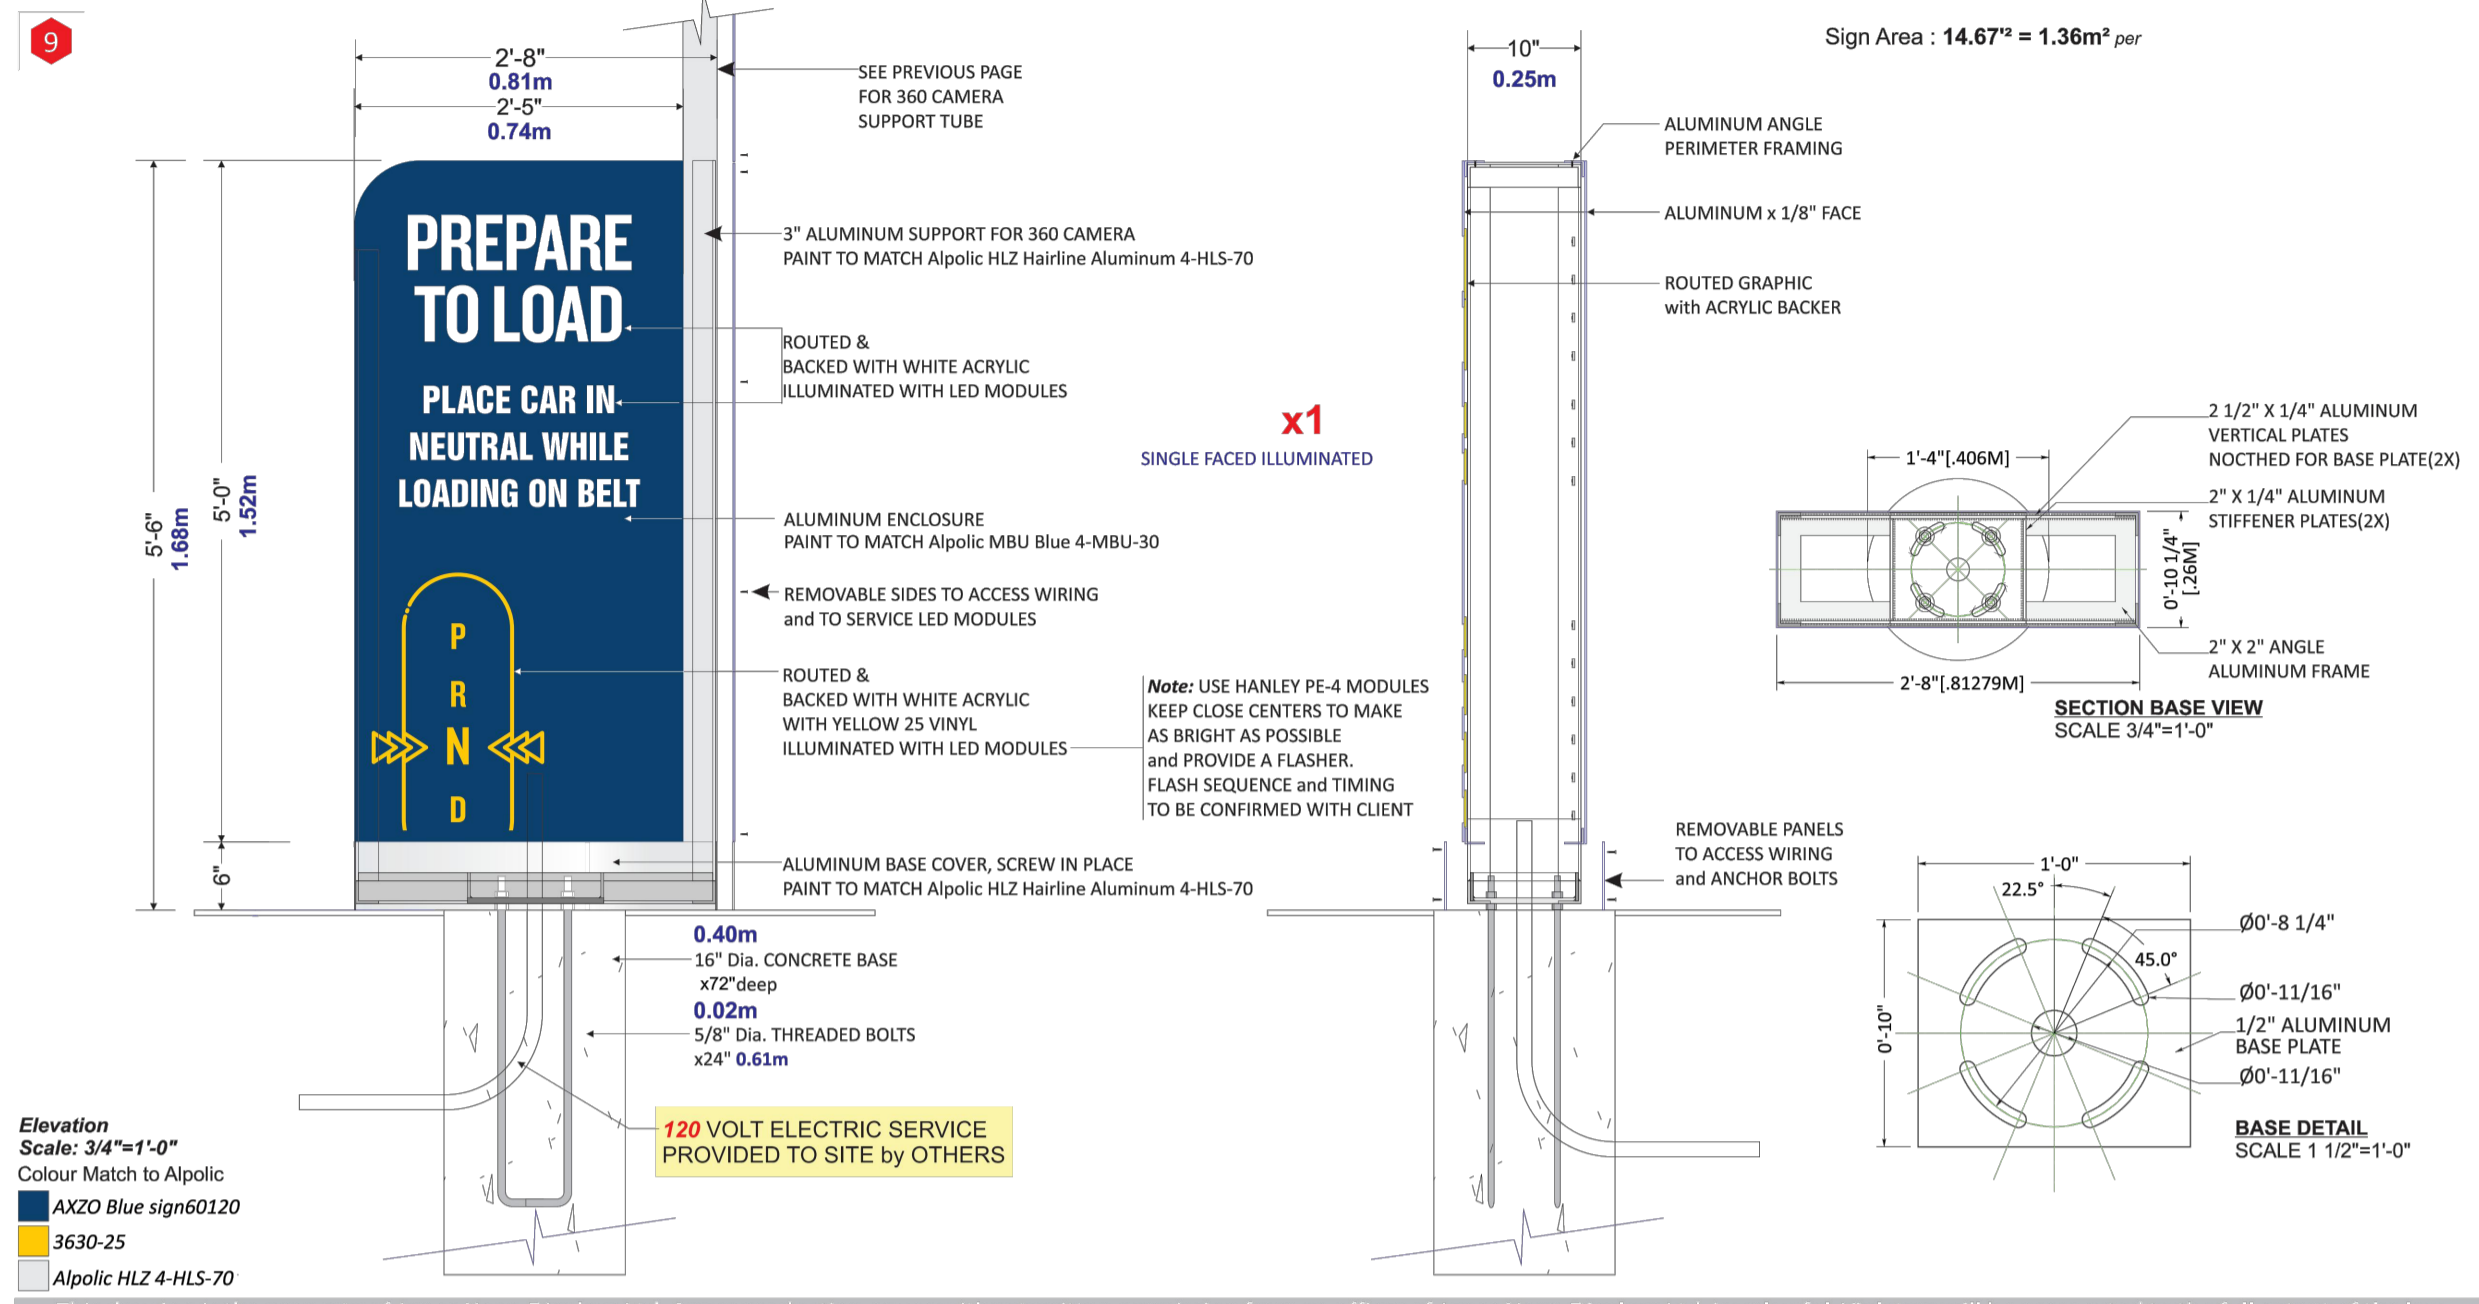 9
2'-8"
0.81m
2'-5"
0.74m
SEE PREVIOUS PAGE
FOR 360 CAMERA
SUPPORT TUBE
10"
0.25m
Sign Area : 14.67'² = 1.36m² per
ALUMINUM ANGLE
PERIMETER FRAMING
ALUMINUM x 1/8" FACE
ROUTED GRAPHIC
with ACRYLIC BACKER
5'-6"
1.68m
5'-0"
1.52m
6"
PREPARE
TO LOAD
PLACE CAR IN
NEUTRAL WHILE
LOADING ON BELT
P
R
N
D
3" ALUMINUM SUPPORT FOR 360 CAMERA
PAINT TO MATCH Alpolic HLZ Hairline Aluminum 4-HLS-70
ROUTED &
BACKED WITH WHITE ACRYLIC
ILLUMINATED WITH LED MODULES
x1
SINGLE FACED ILLUMINATED
ALUMINUM ENCLOSURE
PAINT TO MATCH Alpolic MBU Blue 4-MBU-30
REMOVABLE SIDES TO ACCESS WIRING
and TO SERVICE LED MODULES
ROUTED &
BACKED WITH WHITE ACRYLIC
WITH YELLOW 25 VINYL
ILLUMINATED WITH LED MODULES
Note: USE HANLEY PE-4 MODULES
KEEP CLOSE CENTERS TO MAKE
AS BRIGHT AS POSSIBLE
and PROVIDE A FLASHER.
FLASH SEQUENCE and TIMING
TO BE CONFIRMED WITH CLIENT
ALUMINUM BASE COVER, SCREW IN PLACE
PAINT TO MATCH Alpolic HLZ Hairline Aluminum 4-HLS-70
REMOVABLE PANELS
TO ACCESS WIRING
and ANCHOR BOLTS
0.40m
16" Dia. CONCRETE BASE
x72"deep
0.02m
5/8" Dia. THREADED BOLTS
x24" 0.61m
120 VOLT ELECTRIC SERVICE
PROVIDED TO SITE by OTHERS
2 1/2" X 1/4" ALUMINUM
VERTICAL PLATES
NOCTHED FOR BASE PLATE(2X)
2" X 1/4" ALUMINUM
STIFFENER PLATES(2X)
1'-4"[.406M]
0'-10 1/4"
[.26M]
2" X 2" ANGLE
ALUMINUM FRAME
2'-8"[.81279M]
SECTION BASE VIEW
SCALE 3/4"=1'-0"
1'-0"
22.5°
45.0°
0'-10"
Ø0'-8 1/4"
Ø0'-11/16"
1/2" ALUMINUM
BASE PLATE
Ø0'-11/16"
BASE DETAIL
SCALE 1 1/2"=1'-0"
Elevation
Scale: 3/4"=1'-0"
Colour Match to Alpolic
AXZO Blue sign60120
3630-25
Alpolic HLZ 4-HLS-70